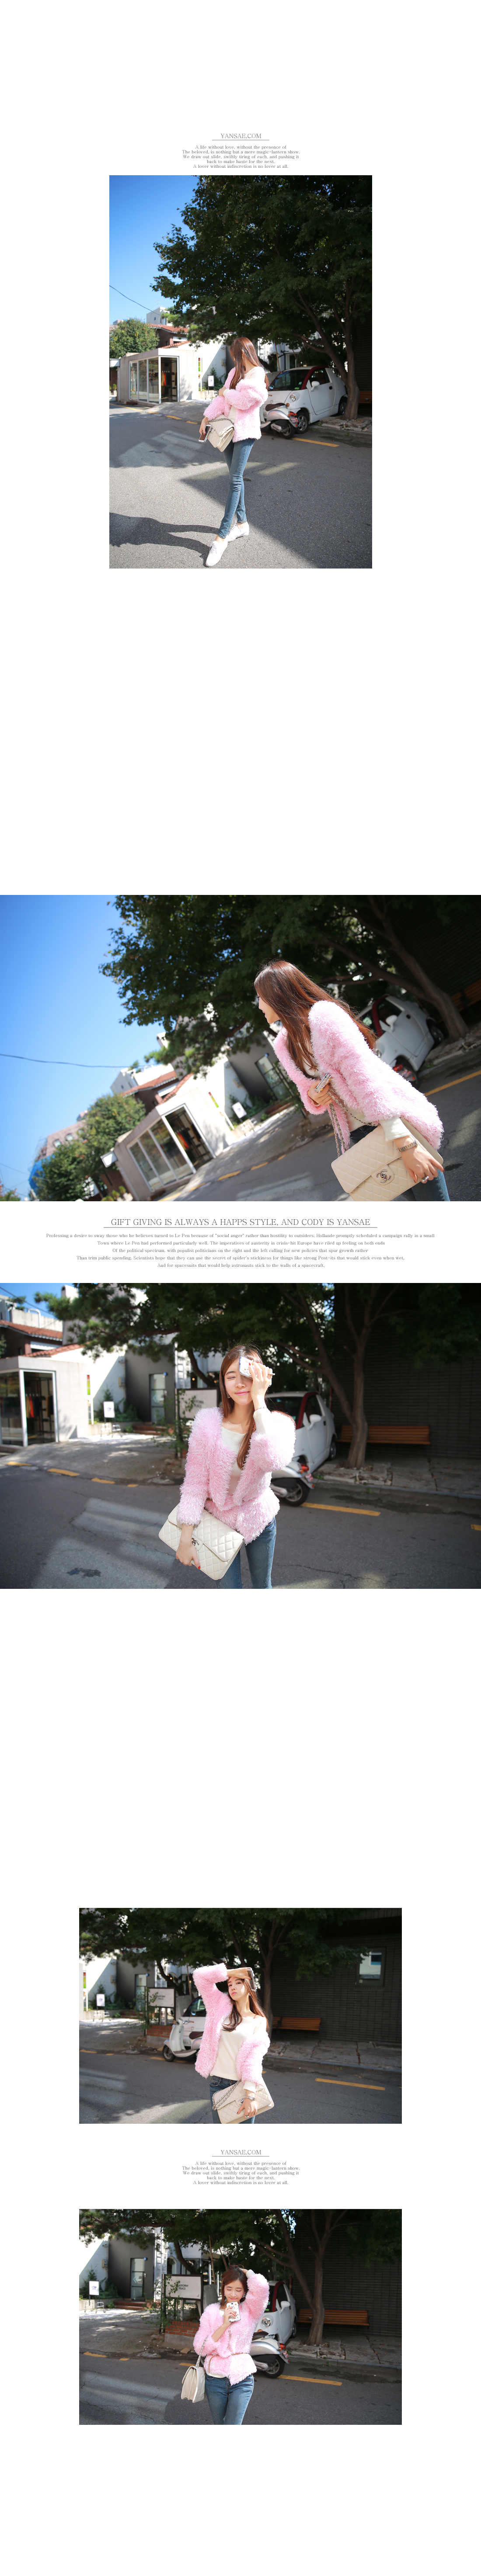 YANSAE.COM
A life without love, without the presence of
The beloved, is nothing but a mere magic-lantern show.
We draw out slide, swiftly tiring of each, and pushing it
back to make haste for the next.
A lover without indiscretion is no lover at all.
GIFT GIVING IS ALWAYS A HAPPS STYLE, AND CODY IS YANSAE
Professing a desire to sway those who he believes turned to Le Pen because of "social anger" rather than hostility to outsiders, Hollande promptly scheduled a campaign rally in a small
Town where Le Pen had performed particularly well. The imperatives of austerity in crisis-hit Europe have riled up feeling on both ends
Of the political spectrum, with populist politicians on the right and the left calling for new policies that spur growth rather
Than trim public spending. Scientists hope that they can use the secret of spider's stickiness for things like strong Post-its that would stick even when wet,
And for spacesuits that would help astronauts stick to the walls of a spacecraft.
YANSAE.COM
A life without love, without the presence of
The beloved, is nothing but a mere magic-lantern show.
We draw out slide, swiftly tiring of each, and pushing it
back to make haste for the next.
A lover without indiscretion is no lover at all.